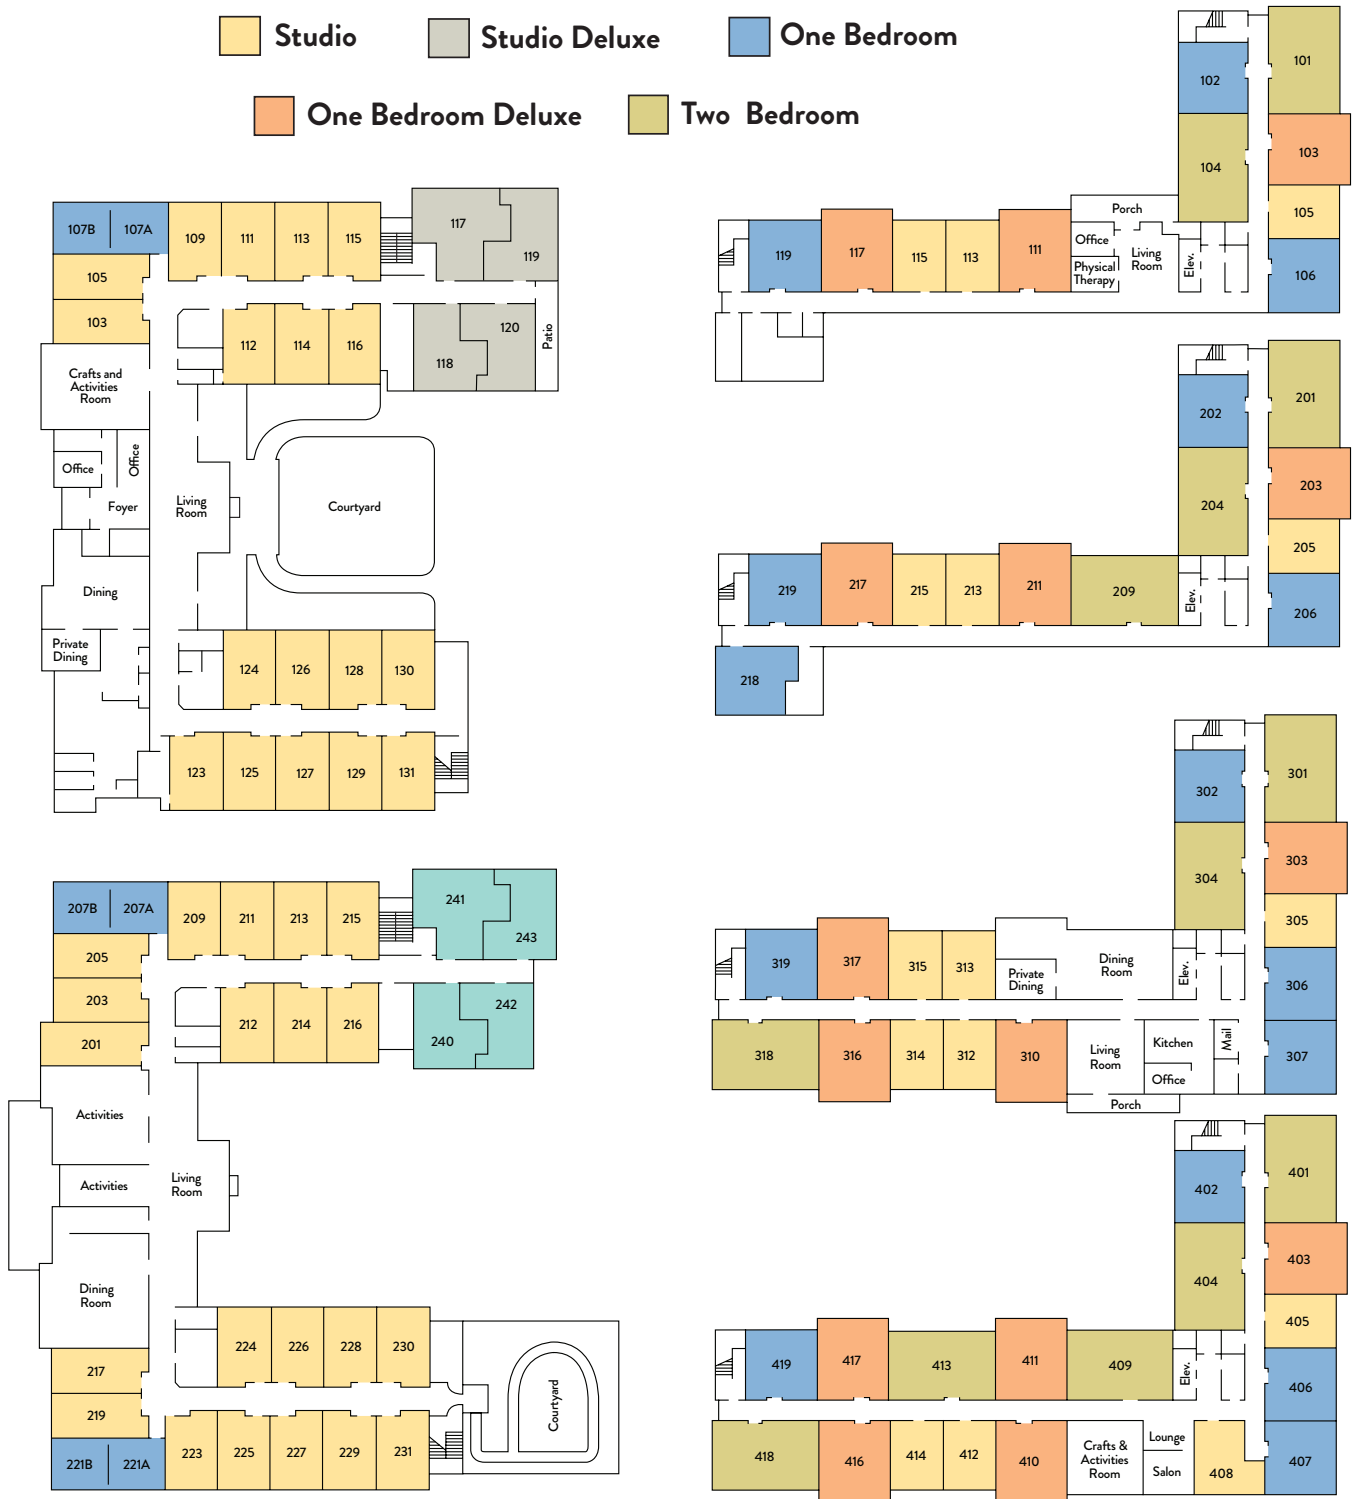 Studio
Studio Deluxe
One Bedroom
One Bedroom Deluxe
Two Bedroom
107B
107A
109
111
113
115
117
119
105
103
112
114
116
118
120
Patio
Crafts and
Activities
Room
Office
Office
Foyer
Living
Room
Courtyard
Dining
Private
Dining
124
126
128
130
123
125
127
129
131
207B
207A
209
211
213
215
241
243
205
203
201
212
214
216
240
242
Activities
Activities
Living
Room
Dining
Room
217
219
221B
221A
224
226
228
230
223
225
227
229
231
Courtyard
101
102
103
104
105
106
Porch
Office
Physical
Therapy
Living
Room
Elev.
119
117
115
113
111
201
202
203
204
205
206
219
217
215
213
211
209
Elev.
218
301
302
303
304
305
306
307
319
317
315
313
Private
Dining
Dining
Room
Elev.
318
316
314
312
310
Living
Room
Kitchen
Office
Mail
Porch
401
402
403
404
405
406
407
419
417
413
411
409
Elev.
418
416
414
412
410
Crafts &
Activities
Room
Lounge
Salon
408